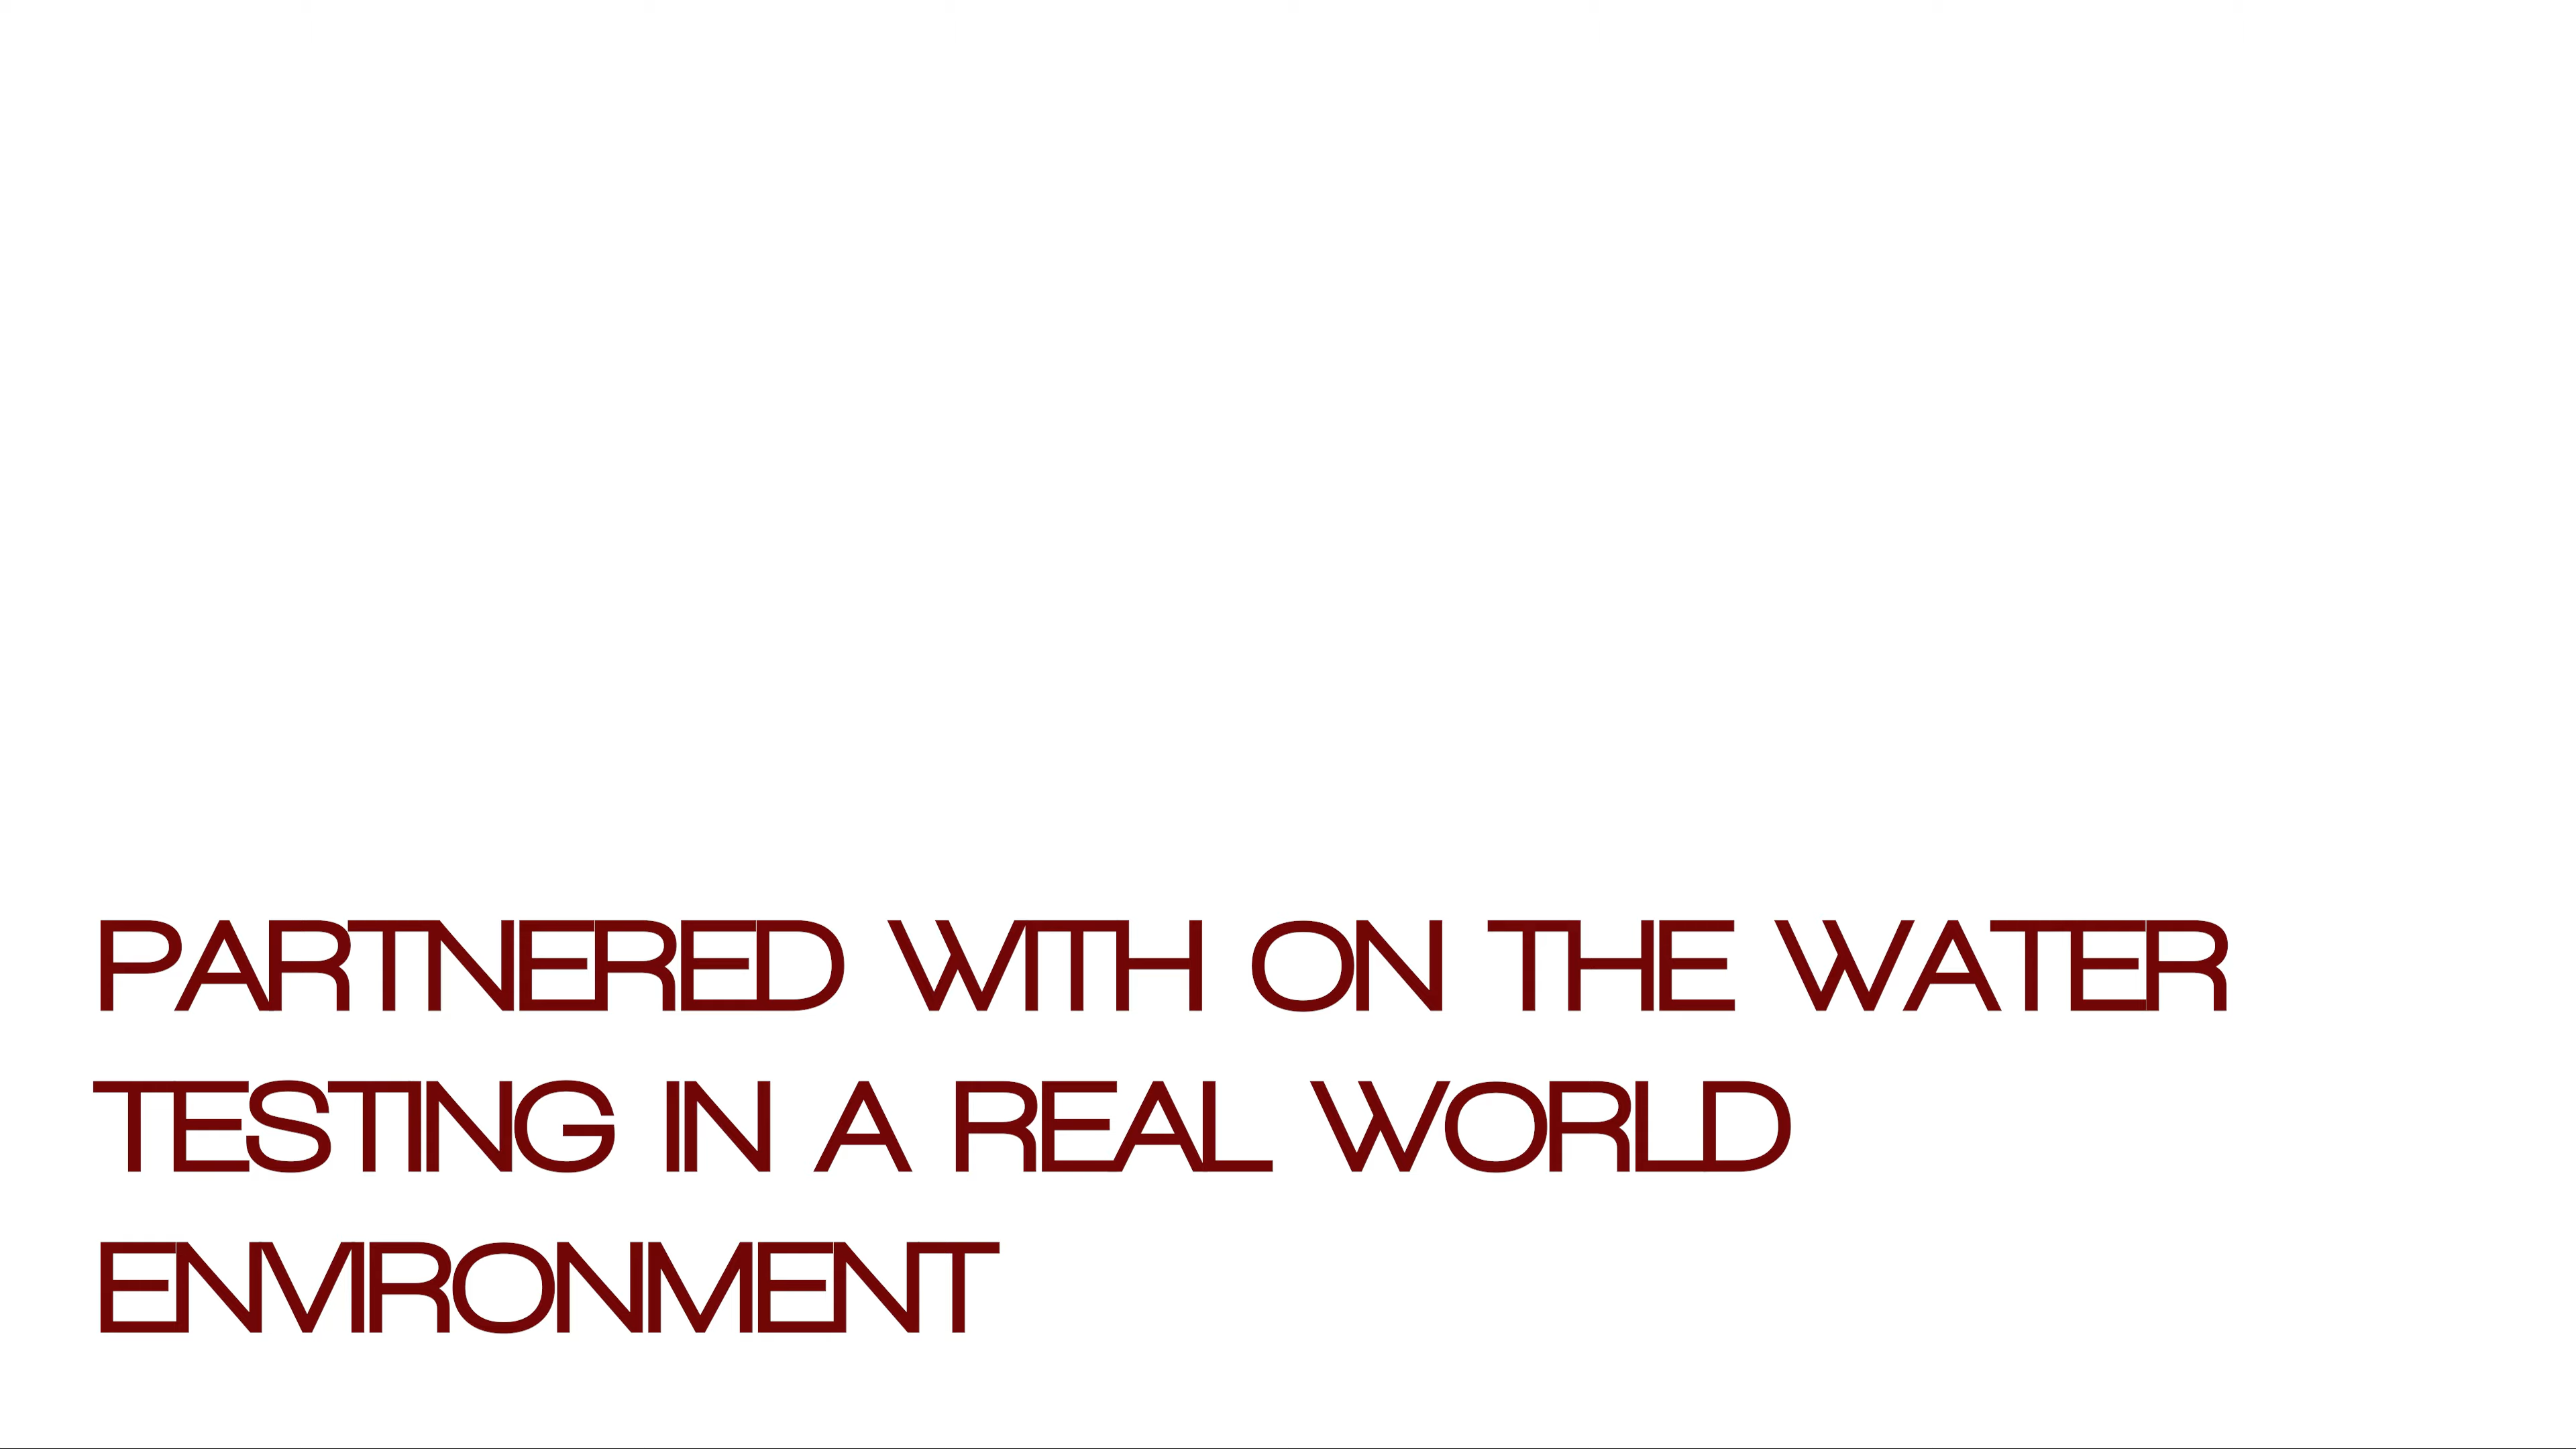 PARTNERED WITH ON THE WATER
TESTING IN A REAL WORLD
ENVIRONMENT